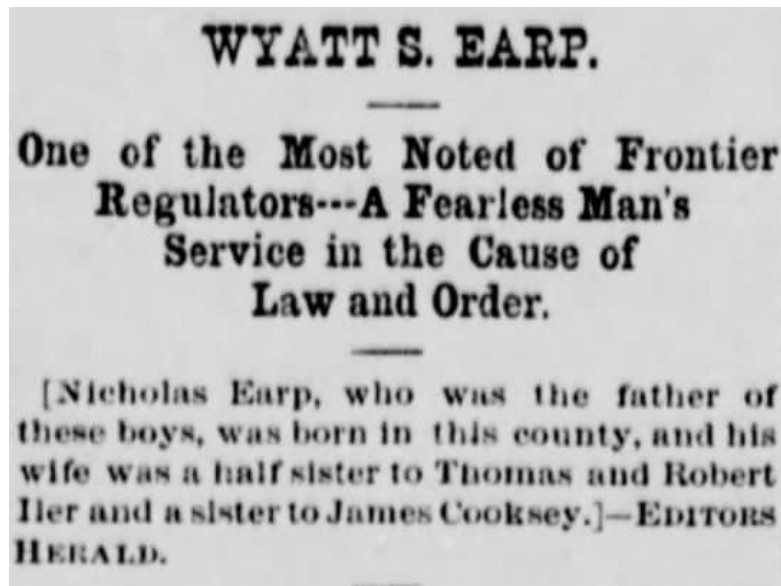 WYATT S. EARP.
One of the Most Noted of Frontier
Regulators---A Fearless Man's
Service in the Cause of
Law and Order.
[Nicholas Earp, who was the father of
these boys, was born in this county, and his
wife was a half sister to Thomas and Robert
Iler and a sister to James Cooksey.]—EDITORS
HERALD.